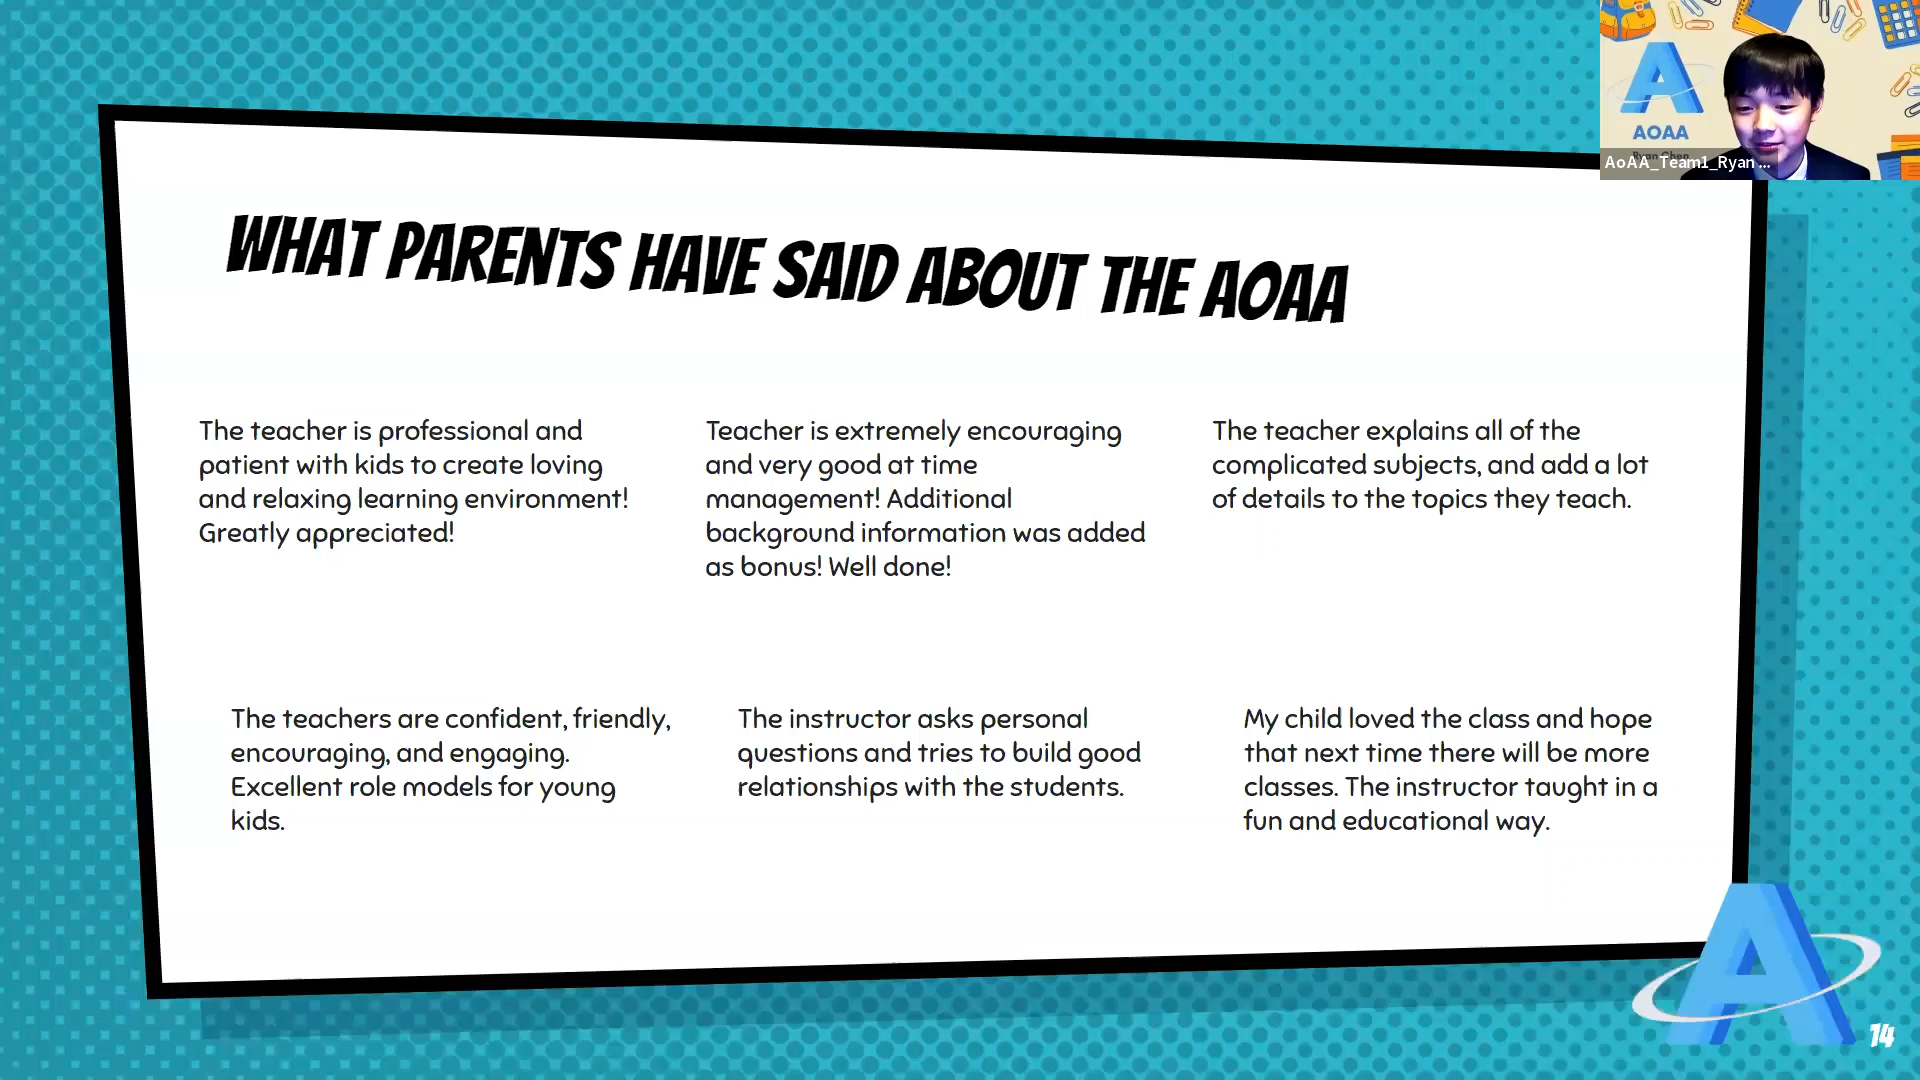 WHAT PARENTS HAVE SAID ABOUT THE AOAA
The teacher is professional and
patient with kids to create loving
and relaxing learning environment!
Greatly appreciated!
Teacher is extremely encouraging
and very good at time
management! Additional
background information was added
as bonus! Well done!
The teacher explains all of the
complicated subjects, and add a lot
of details to the topics they teach.
The teachers are confident, friendly,
encouraging, and engaging.
Excellent role models for young
kids.
The instructor asks personal
questions and tries to build good
relationships with the students.
My child loved the class and hope
that next time there will be more
classes. The instructor taught in a
fun and educational way.
A
AOAA
AoAA_Team1_Ryan ...
A
14